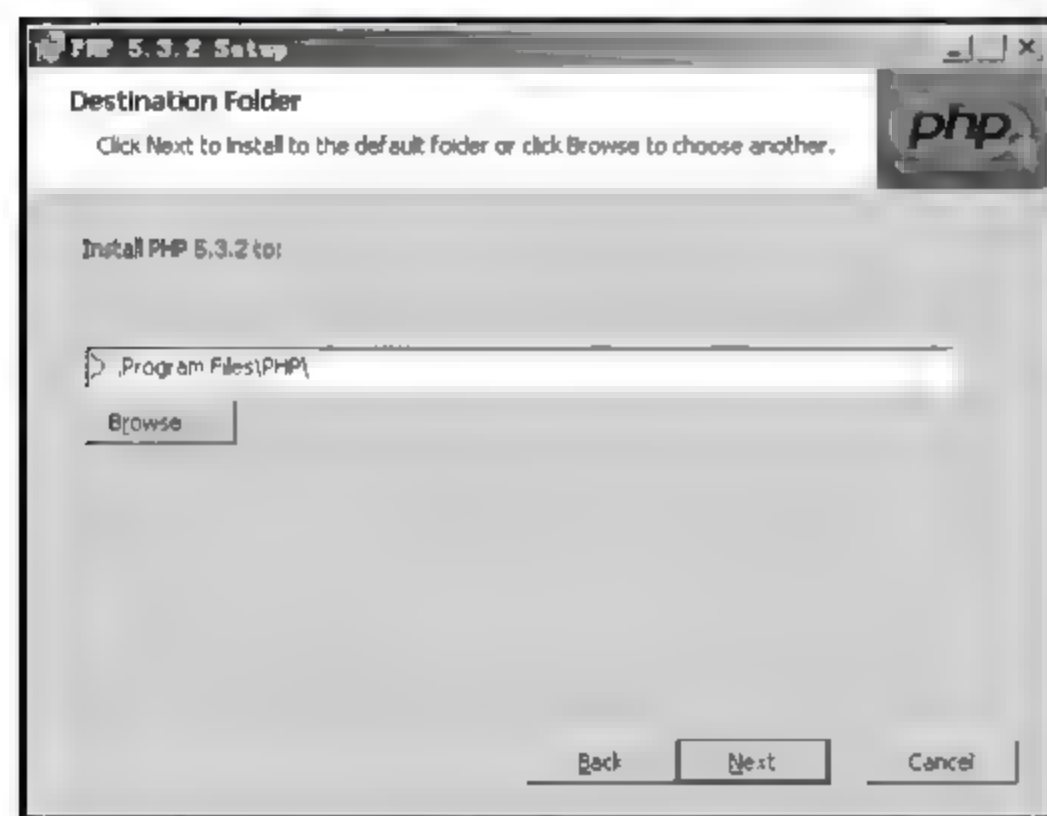 PHP 5.3.2 Setup
Destination Folder
php
Click Next to install to the default folder or click Browse to choose another.
Install PHP 5.3.2 to:
Program Files\PHP\
Browse
Back Next Cancel